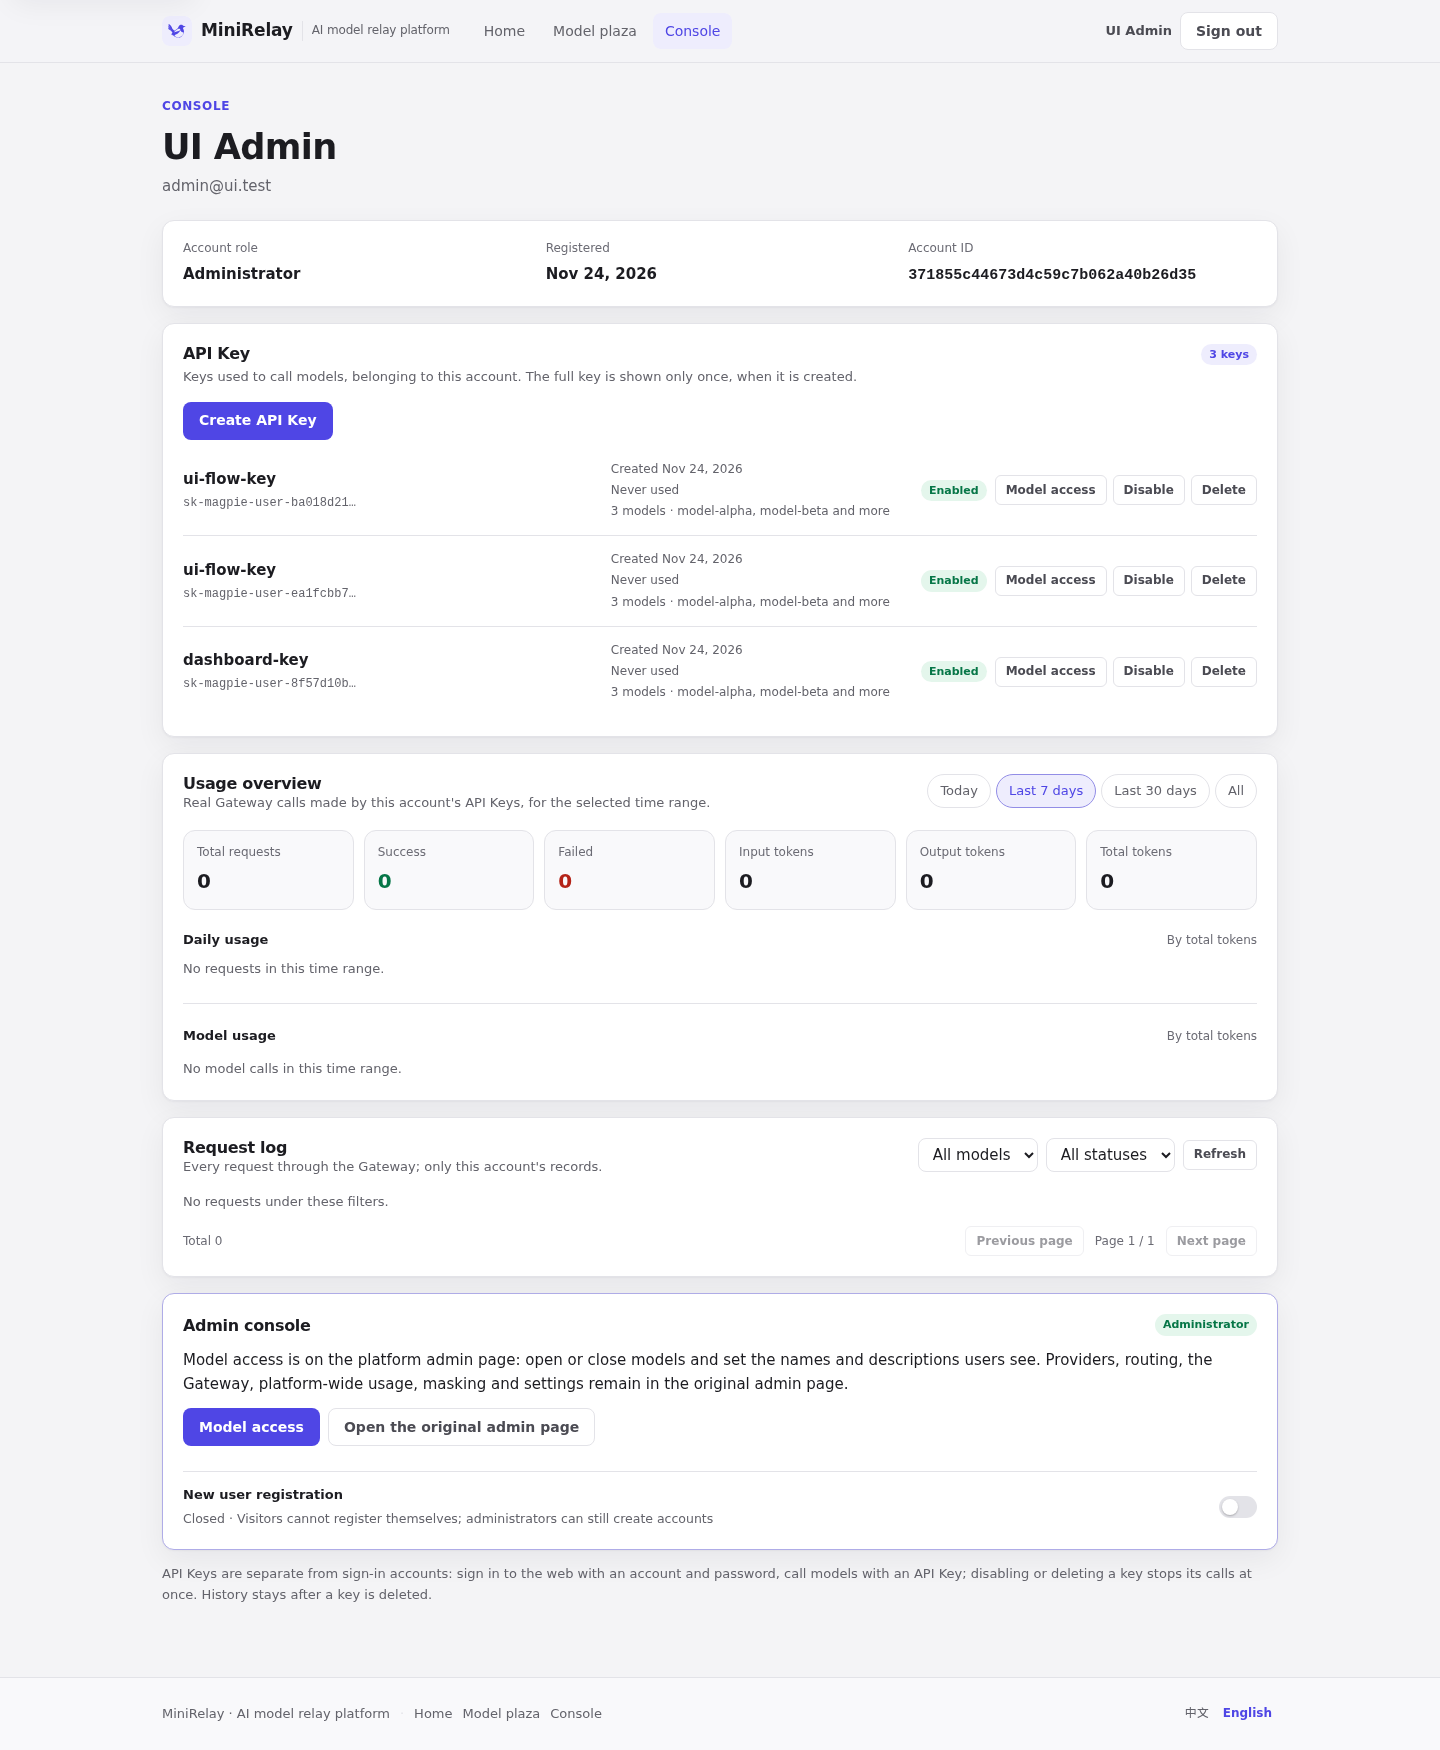 MiniRelay
AI model relay platform
Home
Model plaza
Console
UI Admin
Sign out
CONSOLE
UI Admin
admin@ui.test
Account role
Administrator
Registered
Nov 24, 2026
Account ID
371855c44673d4c59c7b062a40b26d35
API Key
3 keys
Keys used to call models, belonging to this account. The full key is shown only once, when it is created.
Create API Key
ui-flow-key
sk-magpie-user-ba018d21…
Created Nov 24, 2026
Never used
3 models · model-alpha, model-beta and more
Enabled
Model access
Disable
Delete
ui-flow-key
sk-magpie-user-ea1fcbb7…
Created Nov 24, 2026
Never used
3 models · model-alpha, model-beta and more
Enabled
Model access
Disable
Delete
dashboard-key
sk-magpie-user-8f57d10b…
Created Nov 24, 2026
Never used
3 models · model-alpha, model-beta and more
Enabled
Model access
Disable
Delete
Usage overview
Real Gateway calls made by this account's API Keys, for the selected time range.
Today
Last 7 days
Last 30 days
All
Total requests
0
Success
0
Failed
0
Input tokens
0
Output tokens
0
Total tokens
0
Daily usage
By total tokens
No requests in this time range.
Model usage
By total tokens
No model calls in this time range.
Request log
Every request through the Gateway; only this account's records.
All models
All statuses
Refresh
No requests under these filters.
Total 0
Previous page
Page 1 / 1
Next page
Admin console
Administrator
Model access is on the platform admin page: open or close models and set the names and descriptions users see. Providers, routing, the
Gateway, platform-wide usage, masking and settings remain in the original admin page.
Model access
Open the original admin page
New user registration
Closed · Visitors cannot register themselves; administrators can still create accounts
API Keys are separate from sign-in accounts: sign in to the web with an account and password, call models with an API Key; disabling or deleting a key stops its calls at
once. History stays after a key is deleted.
MiniRelay · AI model relay platform
·
Home
Model plaza
Console
中文
English